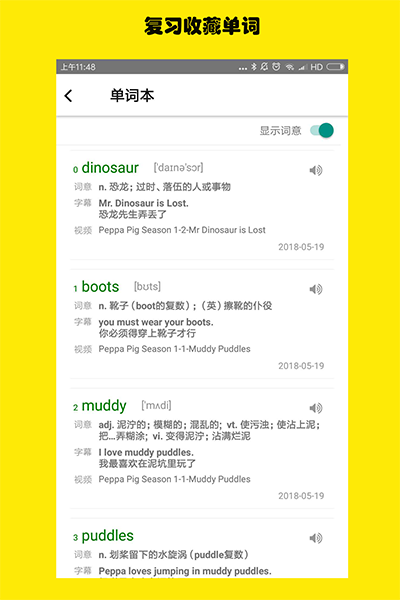 复习收藏单词
上午11:48
HD
单词本
显示词意
0 dinosaur ['daɪnə'sɔr]
词意 n. 恐龙；过时、落伍的人或事物
字幕 Mr. Dinosaur is Lost.
恐龙先生弄丢了
视频 Peppa Pig Season 1-2-Mr Dinosaur is Lost
2018-05-19
1 boots [bʊts]
词意 n. 靴子（boot的复数）；（英）擦靴的仆役
字幕 you must wear your boots.
你必须得穿上靴子才行
视频 Peppa Pig Season 1-1-Muddy Puddles
2018-05-19
2 muddy ['mʌdi]
词意 adj. 泥泞的；模糊的；混乱的; vt. 使污浊；使沾上泥；
把...弄糊涂; vi. 变得泥泞；沾满烂泥
字幕 I love muddy puddles.
我最喜欢在泥坑里玩了
视频 Peppa Pig Season 1-1-Muddy Puddles
2018-05-19
3 puddles
词意 n. 划桨留下的水旋涡（puddle复数）
字幕 Peppa loves jumping in muddy puddles.